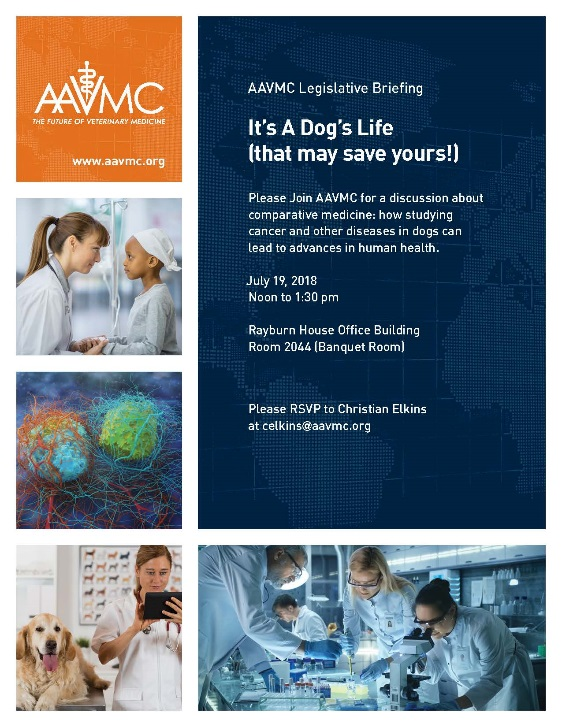 AAVMC
THE FUTURE OF VETERINARY MEDICINE
www.aavmc.org
AAVMC Legislative Briefing
It's A Dog's Life
(that may save yours!)
Please Join AAVMC for a discussion about
comparative medicine: how studying
cancer and other diseases in dogs can
lead to advances in human health.
July 19, 2018
Noon to 1:30 pm
Rayburn House Office Building
Room 2044 (Banquet Room)
Please RSVP to Christian Elkins
at celkins@aavmc.org